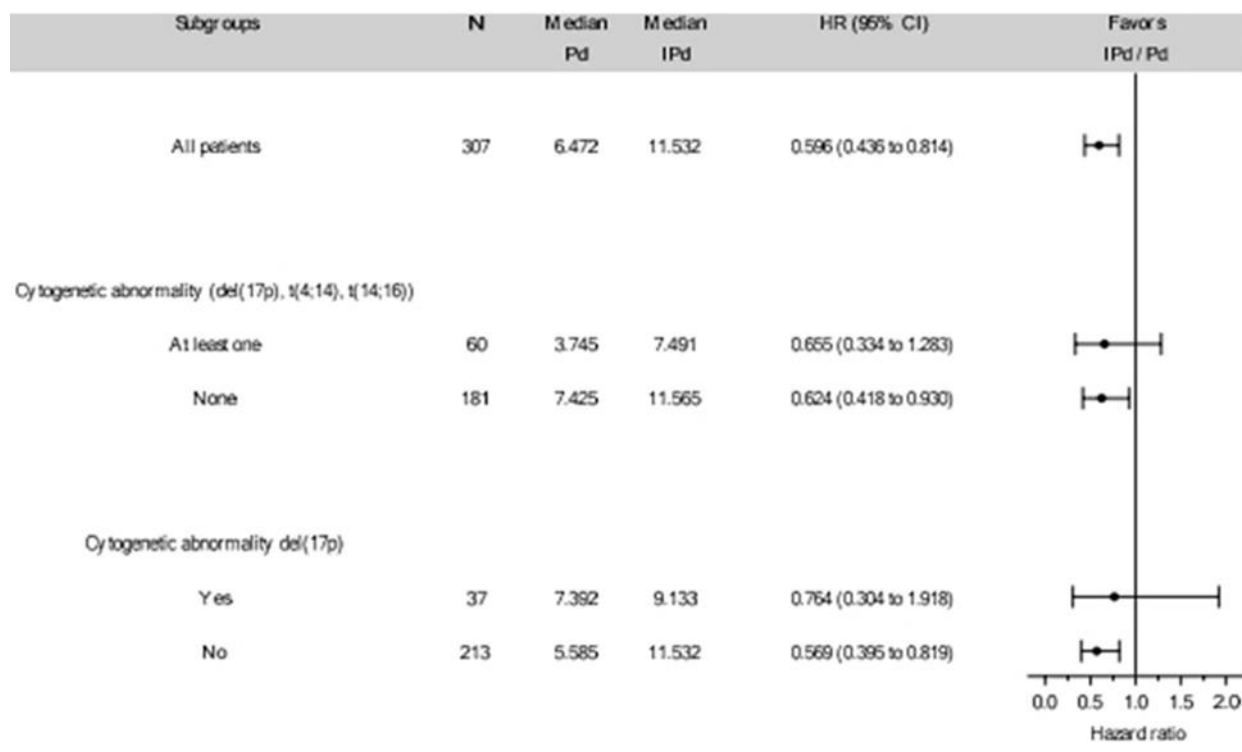 Subgroups N Median Median HR (95% CI) Favors
Pd IPd IPd / Pd
All patients 307 6.472 11.532 0.596 (0.436 to 0.814)
Cytogenetic abnormality (del(17p), t(4;14), t(14;16))
At least one 60 3.745 7.491 0.655 (0.334 to 1.283)
None 181 7.425 11.565 0.624 (0.418 to 0.930)
Cytogenetic abnormality del(17p)
Yes 37 7.392 9.133 0.764 (0.304 to 1.918)
No 213 5.585 11.532 0.569 (0.395 to 0.819)
0.0 0.5 1.0 1.5 2.0
Hazard ratio